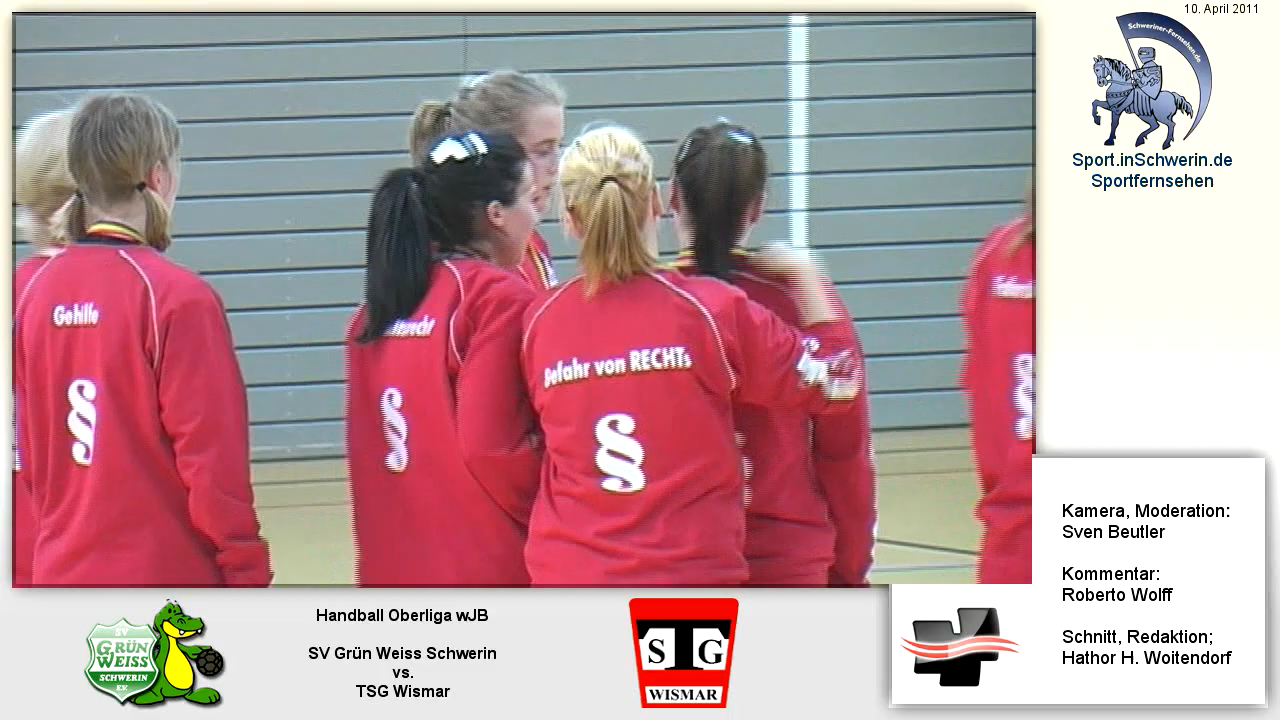 10. April 2011
Schweriner-Fernsehen.de
Sport.inSchwerin.de
Sportfernsehen
Gehilfe
§
§
Gefahr von RECHTs
§
Kamera, Moderation:
Sven Beutler
Kommentar:
Roberto Wolff
Schnitt, Redaktion;
Hathor H. Woitendorf
SV
GRÜN
WEISS
SCHWERIN
E.V.
Handball Oberliga wJB
SV Grün Weiss Schwerin
vs.
TSG Wismar
STG
WISMAR